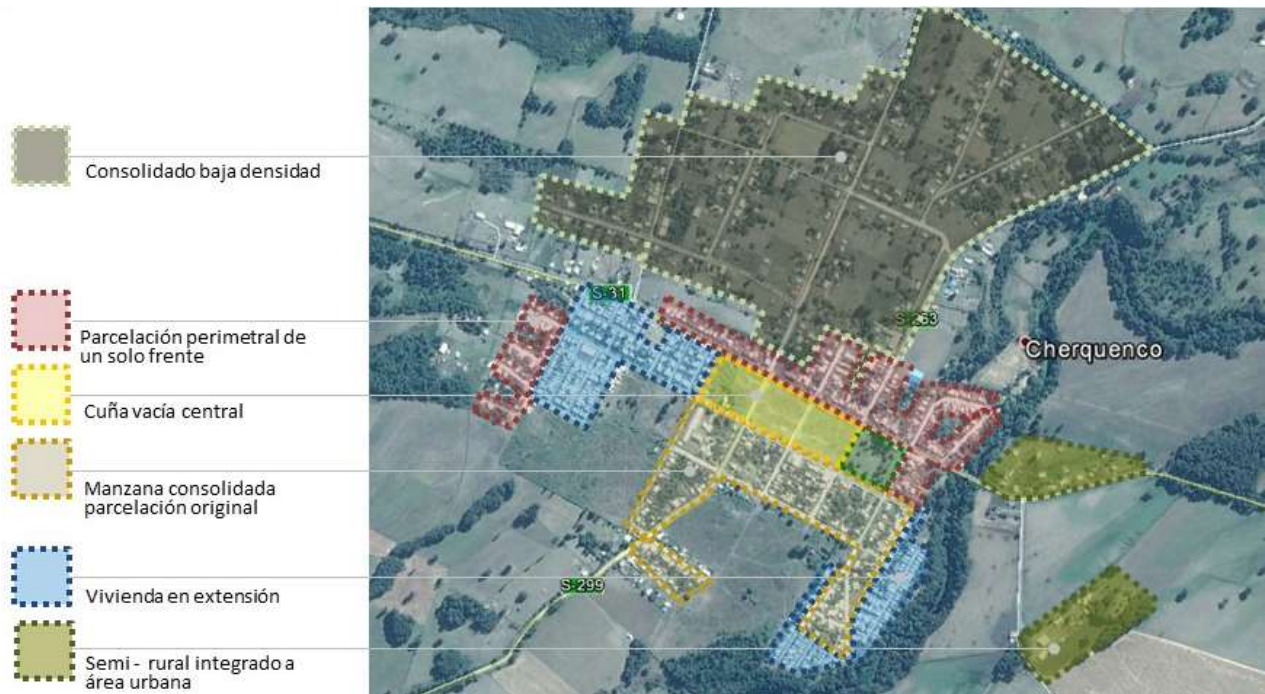 Consolidado baja densidad
S-31
Parcelación perimetral de
un solo frente
S-263
Cherquenco
Cuña vacía central
Manzana consolidada
parcelación original
Vivienda en extensión
S-299
Semi - rural integrado a
área urbana